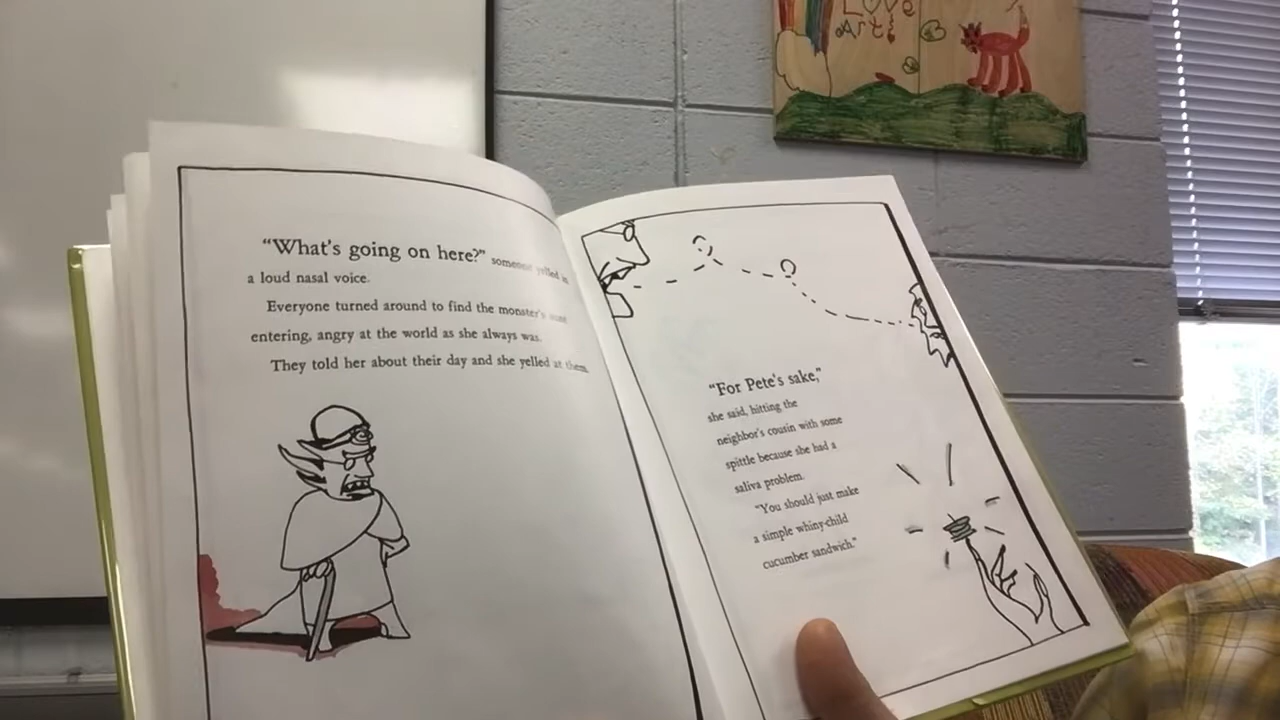 Love
Art!
"What's going on here?" someone yelled in
a loud nasal voice.
Everyone turned around to find the monster's aunt
entering, angry at the world as she always was.
They told her about their day and she yelled at them.
"For Pete's sake,"
she said, hitting the
neighbor's cousin with some
spittle because she had a
saliva problem.
"You should just make
a simple whiny-child
cucumber sandwich."